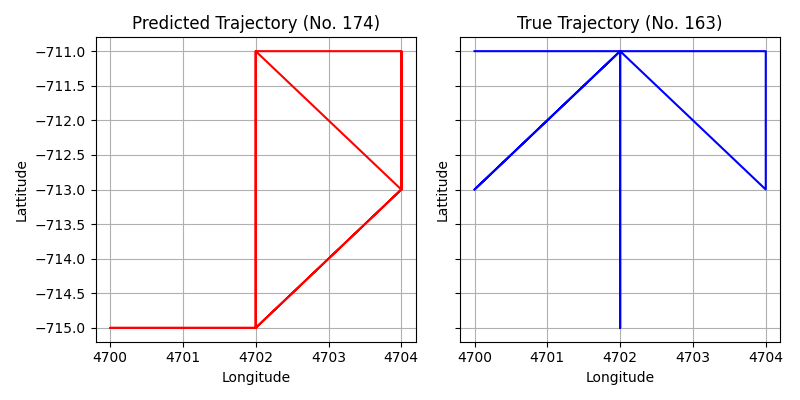 Predicted Trajectory (No. 174)
True Trajectory (No. 163)
−711.0
−711.5
−712.0
−712.5
−713.0
−713.5
−714.0
−714.5
−715.0
Lattitude
Lattitude
4700 4701 4702 4703 4704
4700 4701 4702 4703 4704
Longitude
Longitude